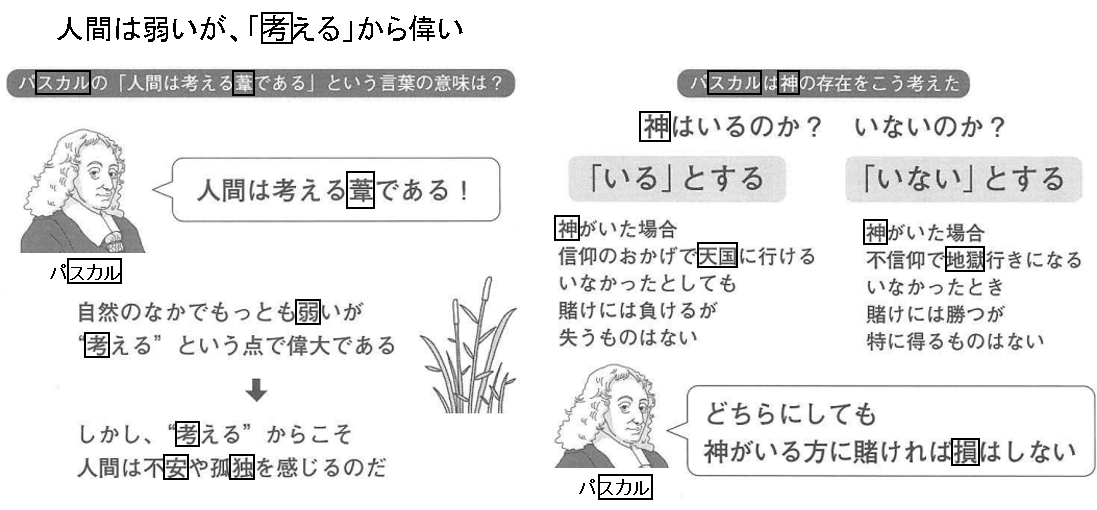 人間は弱いが、「考える」から偉い
パスカルの「人間は考える葦である」という言葉の意味は？
人間は考える葦である！
パスカル
自然のなかでもっとも弱いが
“考える”という点で偉大である
しかし、“考える”からこそ
人間は不安や孤独を感じるのだ
パスカルは神の存在をこう考えた
神はいるのか？　いないのか？
「いる」とする
神がいた場合
信仰のおかげで天国に行ける
いなかったとしても
賭けには負けるが
失うものはない
「いない」とする
神がいた場合
不信仰で地獄行きになる
いなかったとき
賭けには勝つが
特に得るものはない
どちらにしても
神がいる方に賭ければ損はしない
パスカル